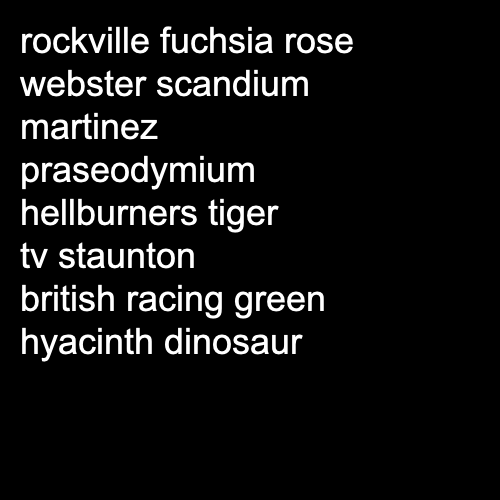 rockville fuchsia rose
webster scandium
martinez
praseodymium
hellburners tiger
tv staunton
british racing green
hyacinth dinosaur